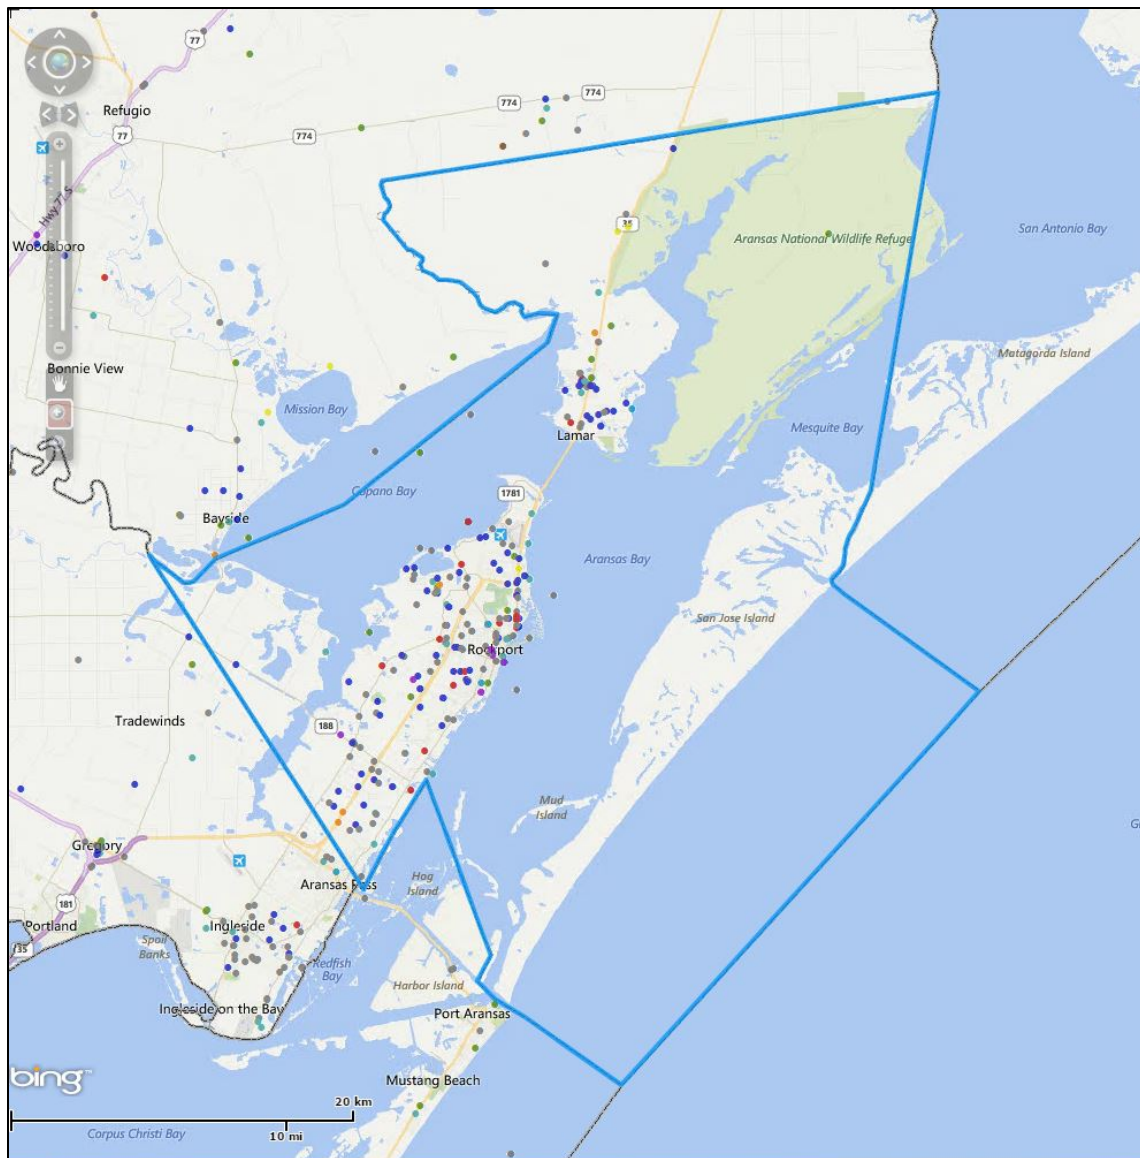 77
Refugio
774
774
77
774
Hwy 77 S
35
Aransas National Wildlife Refuge
San Antonio Bay
Woodsboro
Matagorda Island
Bonnie View
Mission Bay
Lamar
Mesquite Bay
Copano Bay
1781
Bayside
Aransas Bay
San Jose Island
Rockport
Tradewinds
188
Mud
Island
Gregory
Hog
Island
Aransas Pass
181
Portland
Ingleside
35
Spoil
Banks
Redfish
Bay
Harbor Island
Ingleside on the Bay
Port Aransas
bing™
Mustang Beach
20 km
Corpus Christi Bay
10 mi